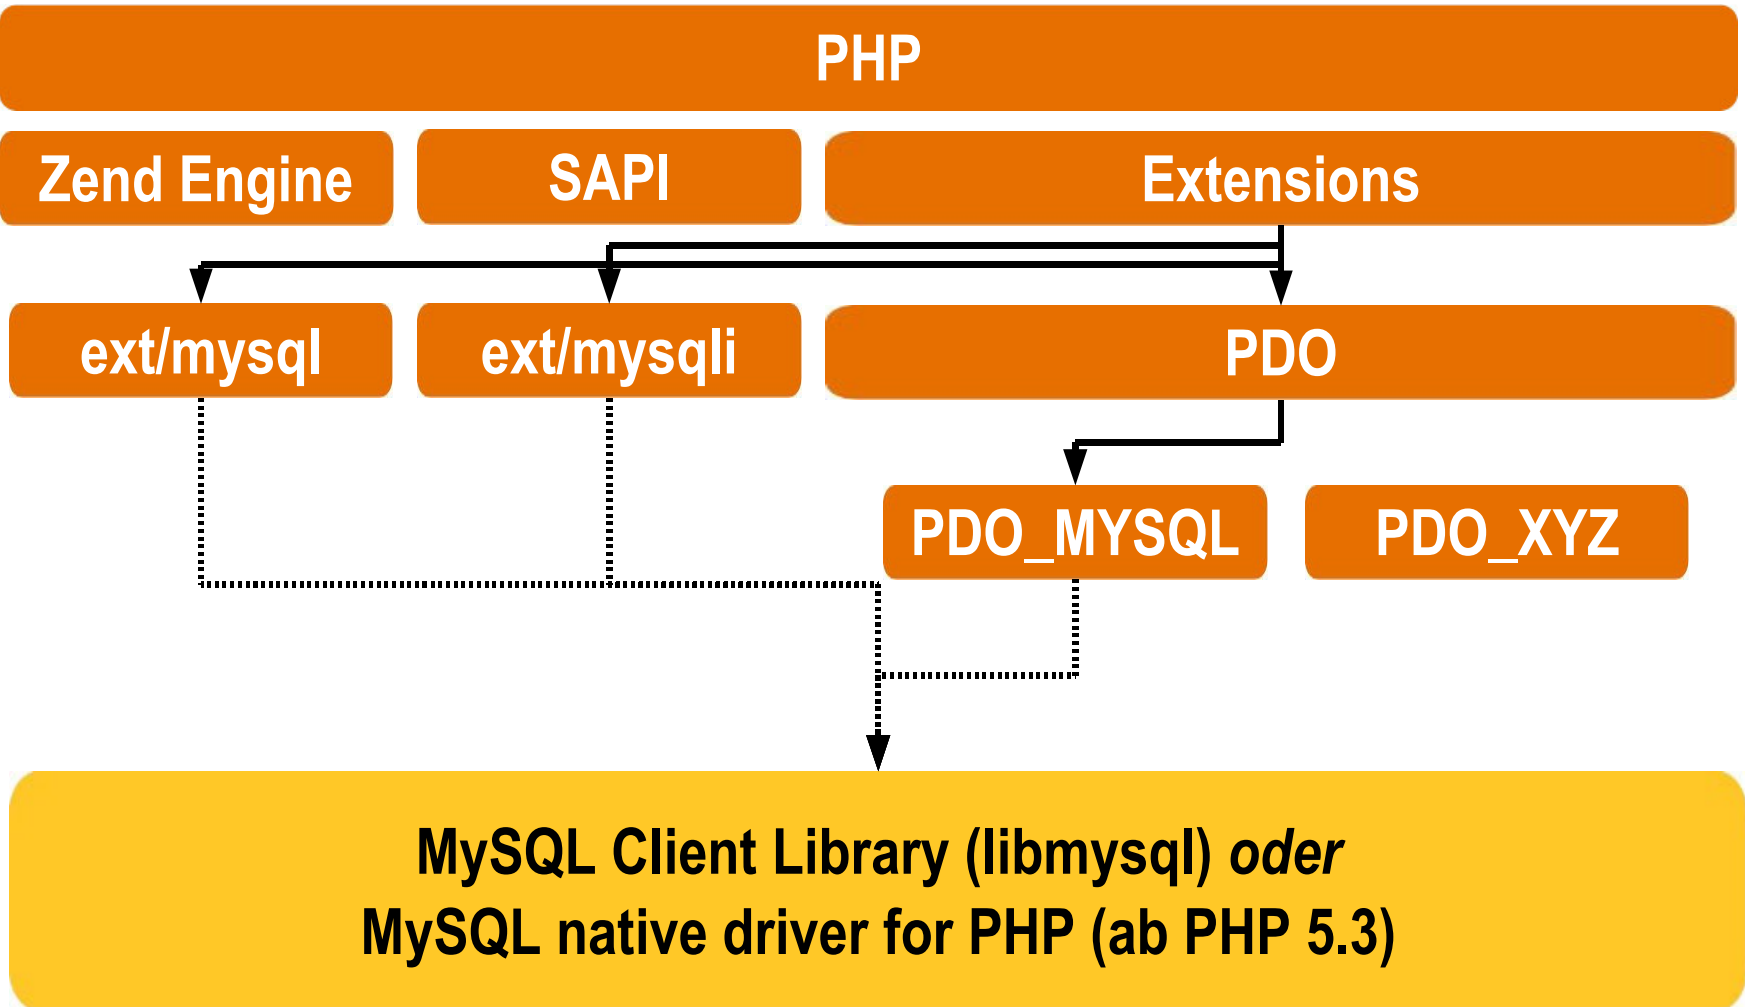 PHP
Zend Engine
SAPI
Extensions
ext/mysql
ext/mysqli
PDO
PDO_MYSQL
PDO_XYZ
MySQL Client Library (libmysql) oder
MySQL native driver for PHP (ab PHP 5.3)